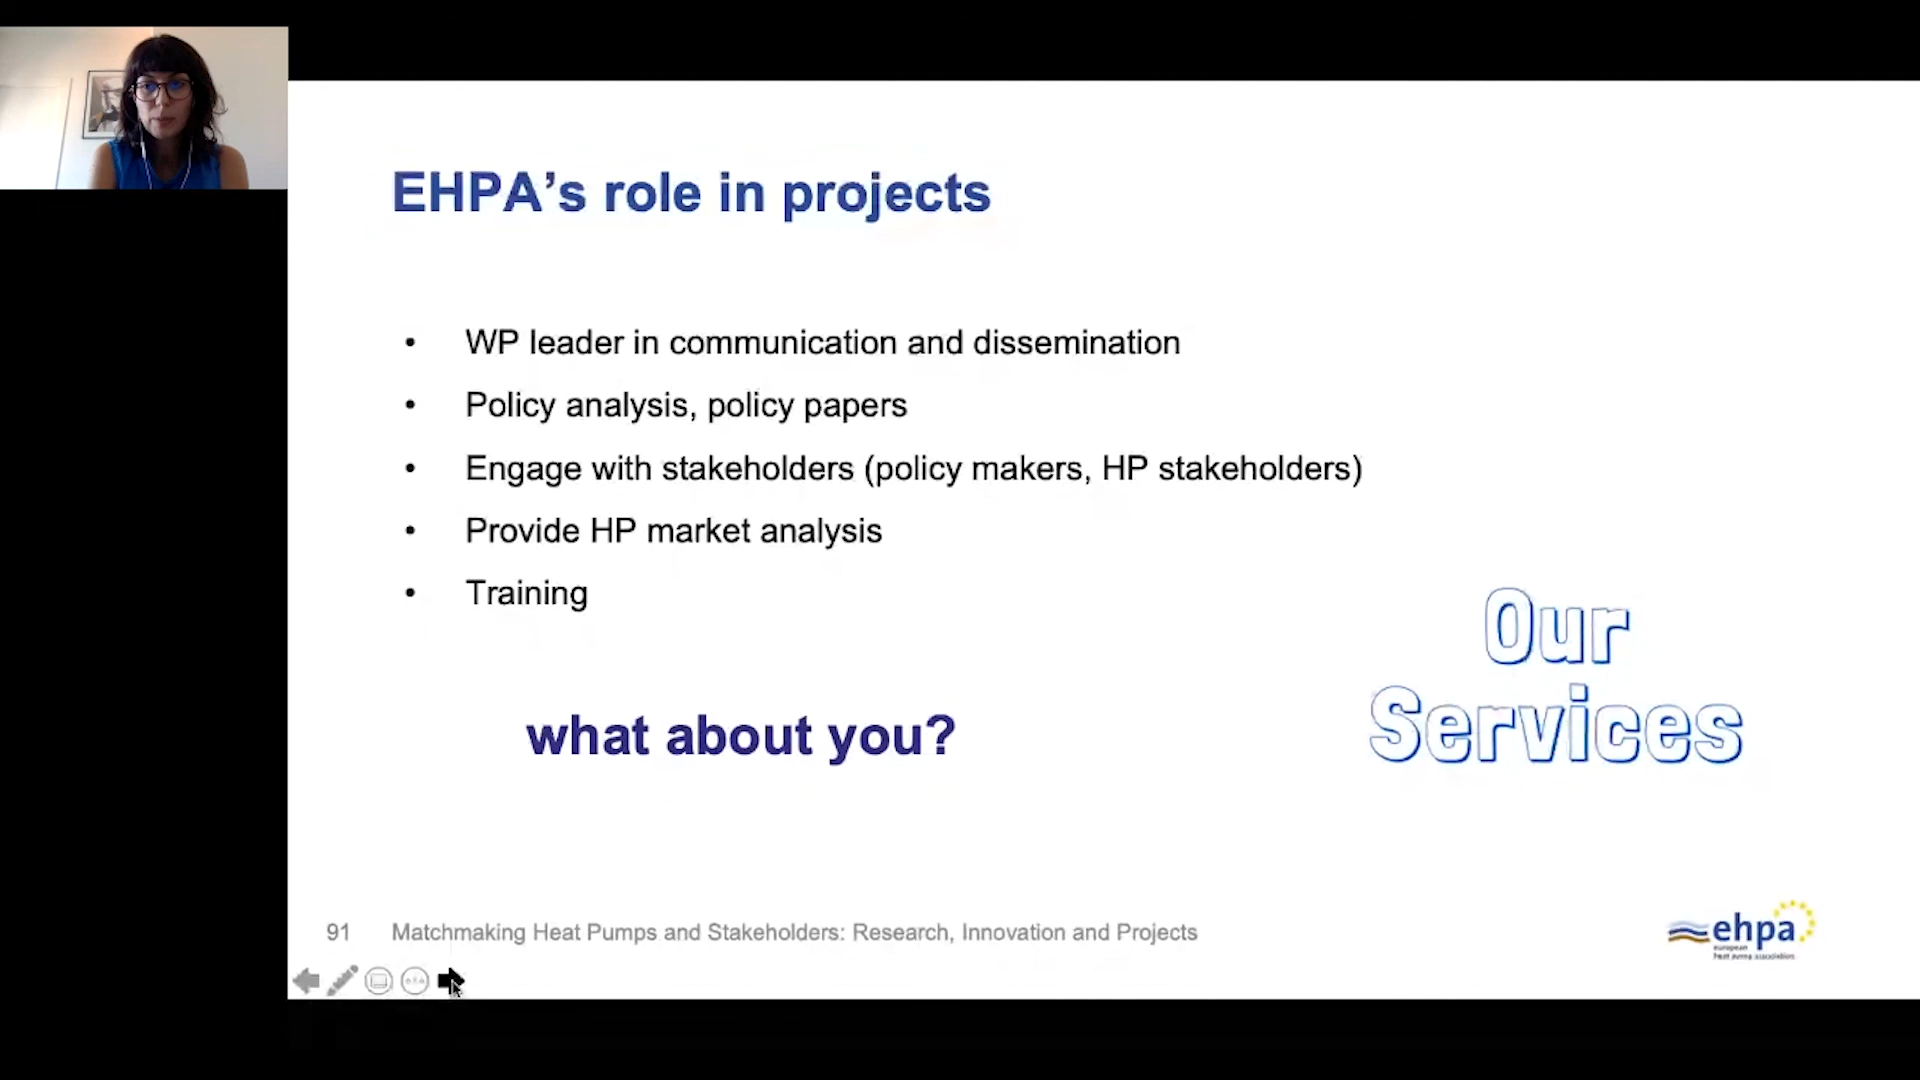 EHPA’s role in projects
• WP leader in communication and dissemination
• Policy analysis, policy papers
• Engage with stakeholders (policy makers, HP stakeholders)
• Provide HP market analysis
• Training
what about you?
Our
Services
91 Matchmaking Heat Pumps and Stakeholders: Research, Innovation and Projects
ehpa
european
heat pump association